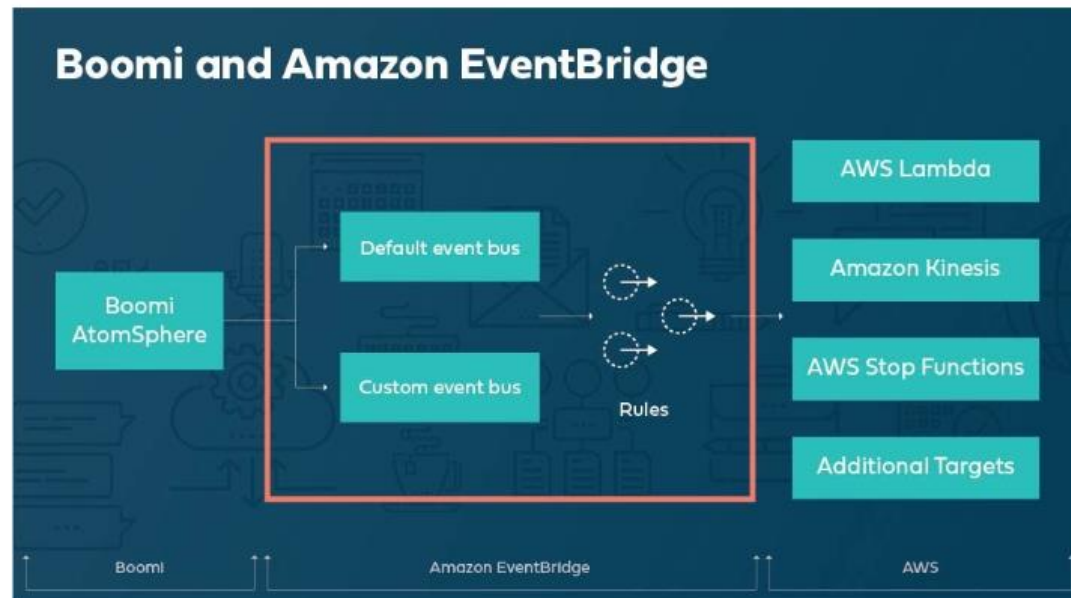 Boomi and Amazon EventBridge
Boomi
AtomSphere
Default event bus
Custom event bus
Rules
AWS Lambda
Amazon Kinesis
AWS Stop Functions
Additional Targets
Boomi
Amazon EventBridge
AWS